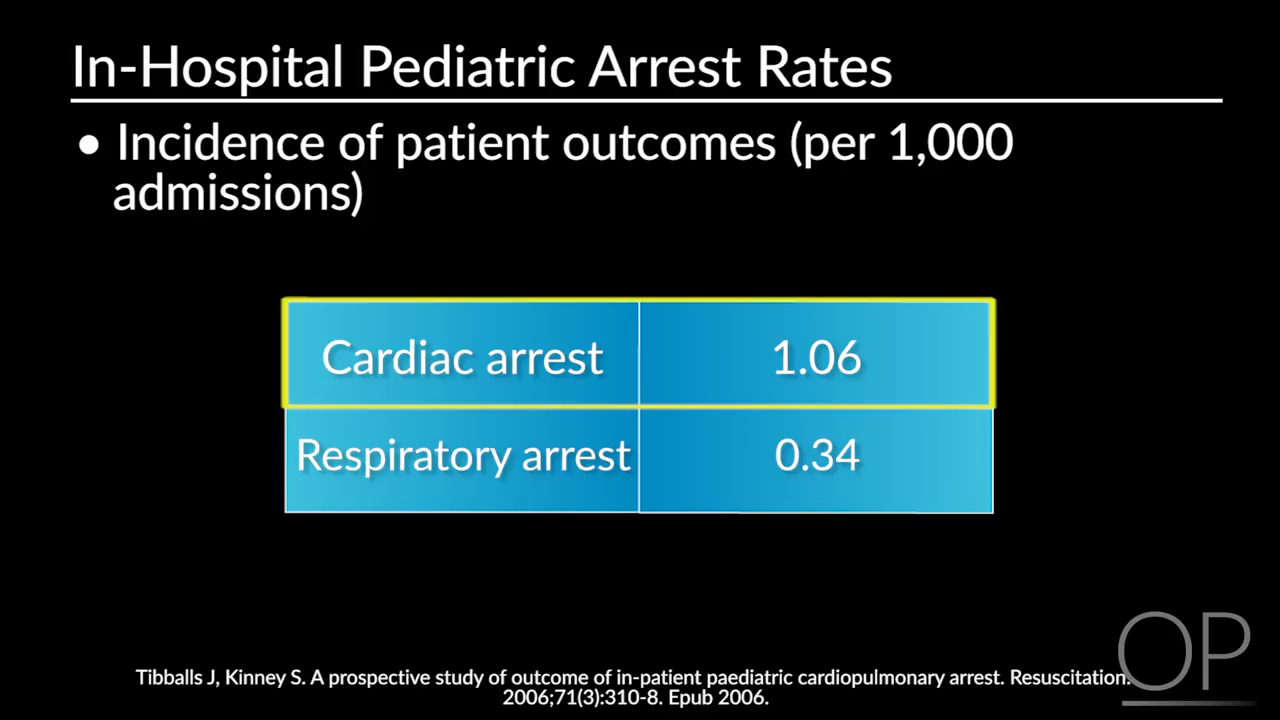 In-Hospital Pediatric Arrest Rates
• Incidence of patient outcomes (per 1,000
admissions)
Cardiac arrest 1.06
Respiratory arrest 0.34
Tibballs J, Kinney S. A prospective study of outcome of in-patient paediatric cardiopulmonary arrest. Resuscitation.
2006;71(3):310-8. Epub 2006.
OP